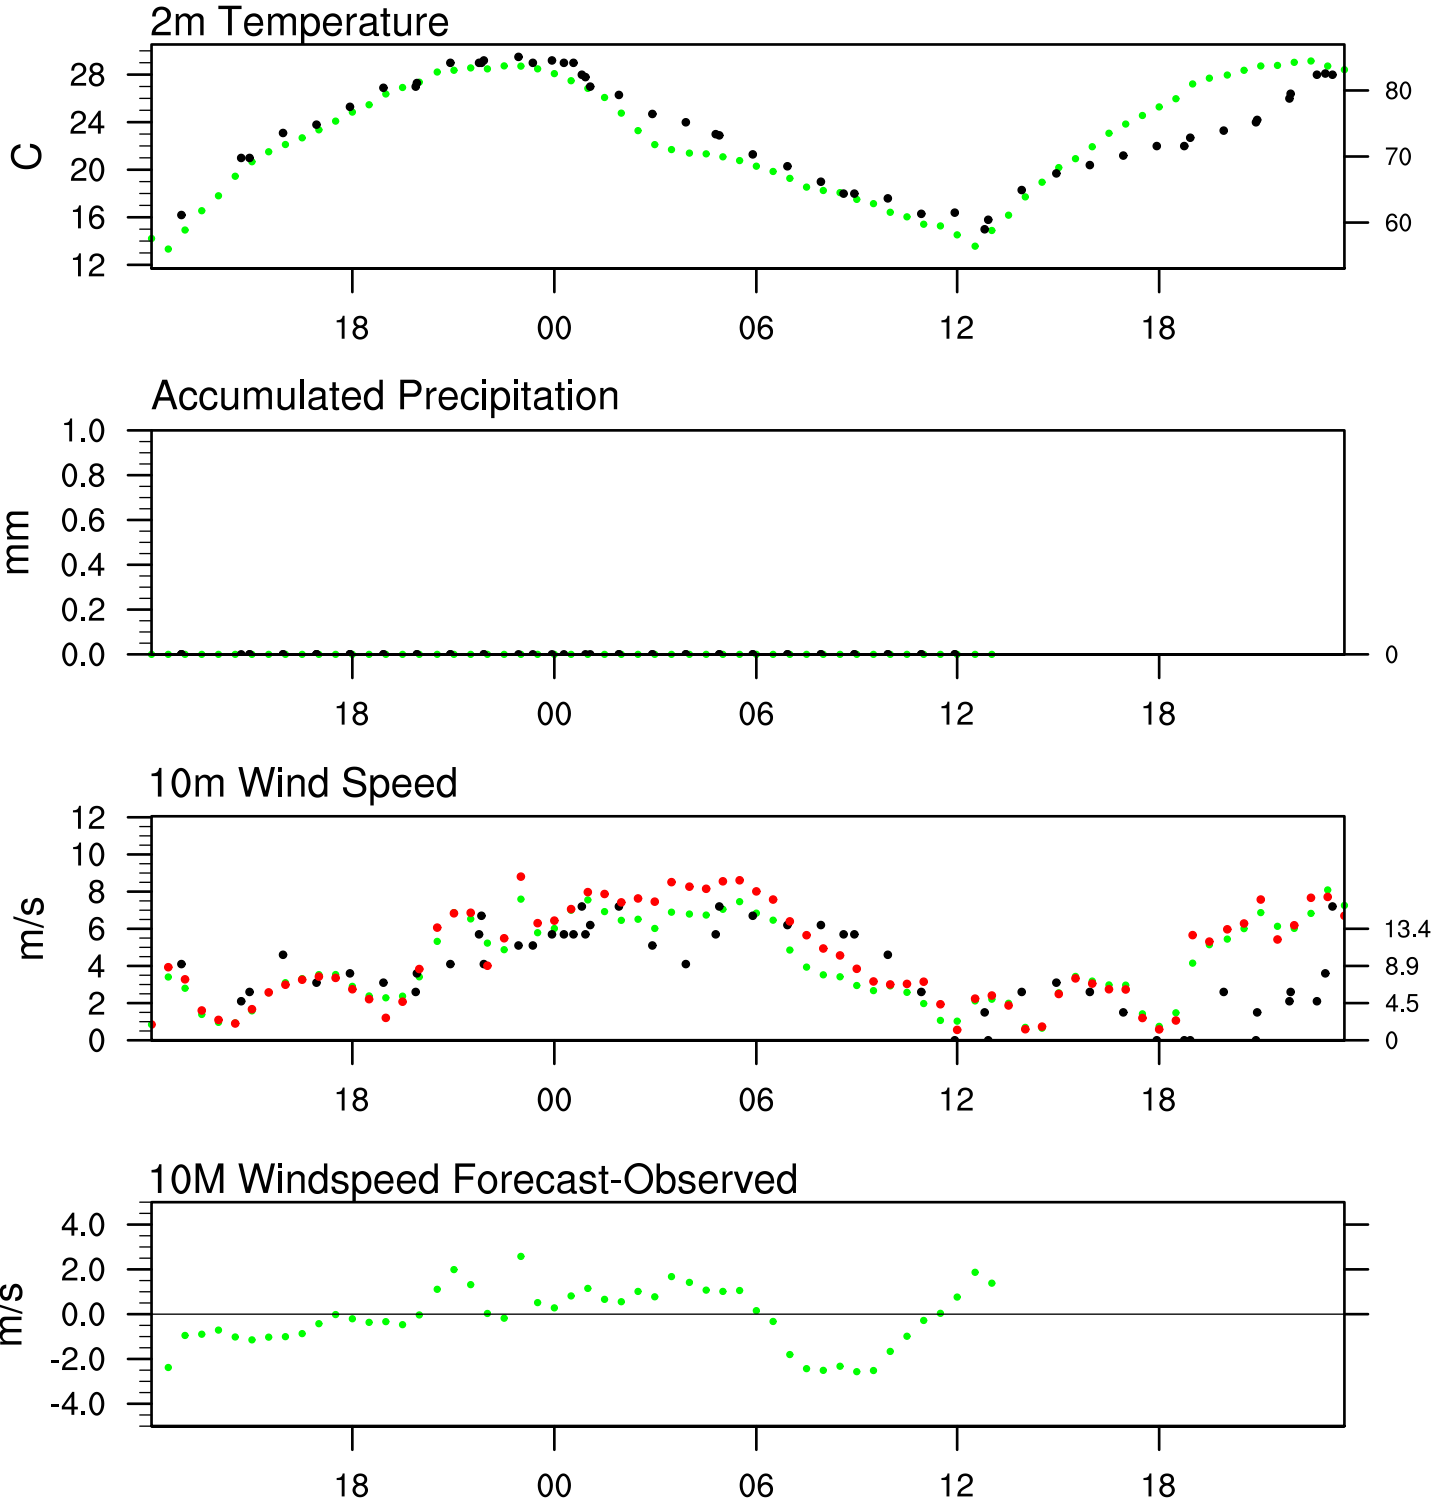 2m Temperature
28
24
20
16
12
C
80
70
60
18 00 06 12 18
Accumulated Precipitation
1.0
0.8
0.6
0.4
0.2
0.0
mm
0
18 00 06 12 18
10m Wind Speed
12
10
8
6
4
2
0
m/s
13.4
8.9
4.5
0
18 00 06 12 18
10M Windspeed Forecast-Observed
4.0
2.0
0.0
-2.0
-4.0
m/s
18 00 06 12 18